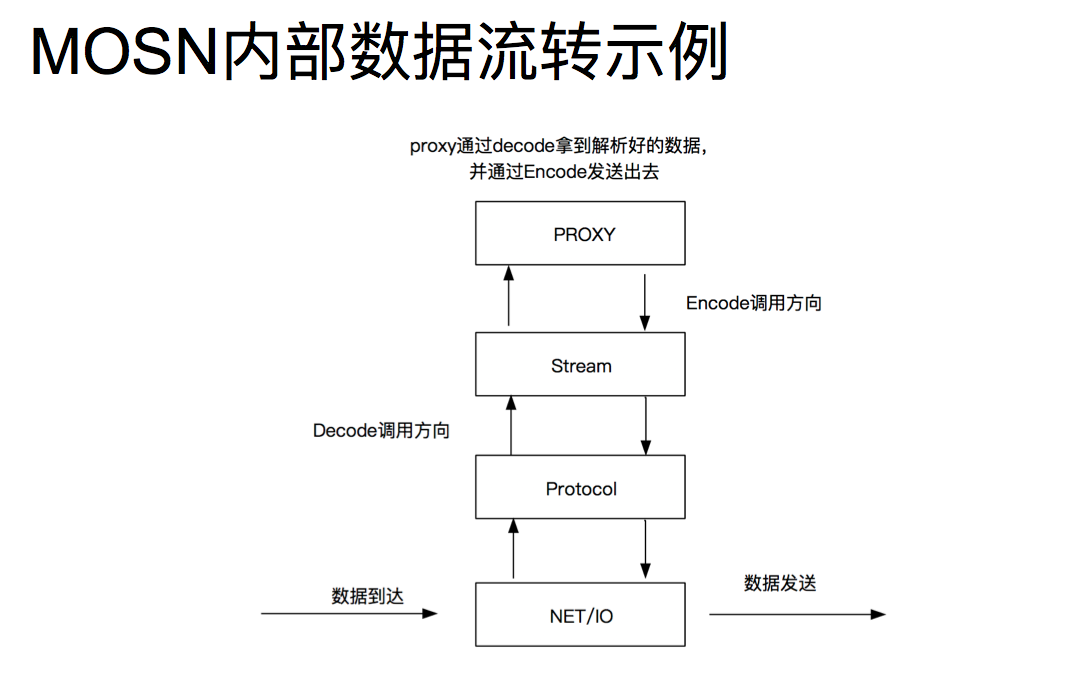 MOSN内部数据流转示例
proxy通过decode拿到解析好的数据,
并通过Encode发送出去
PROXY
Encode调用方向
Stream
Decode调用方向
Protocol
数据到达
数据发送
NET/IO